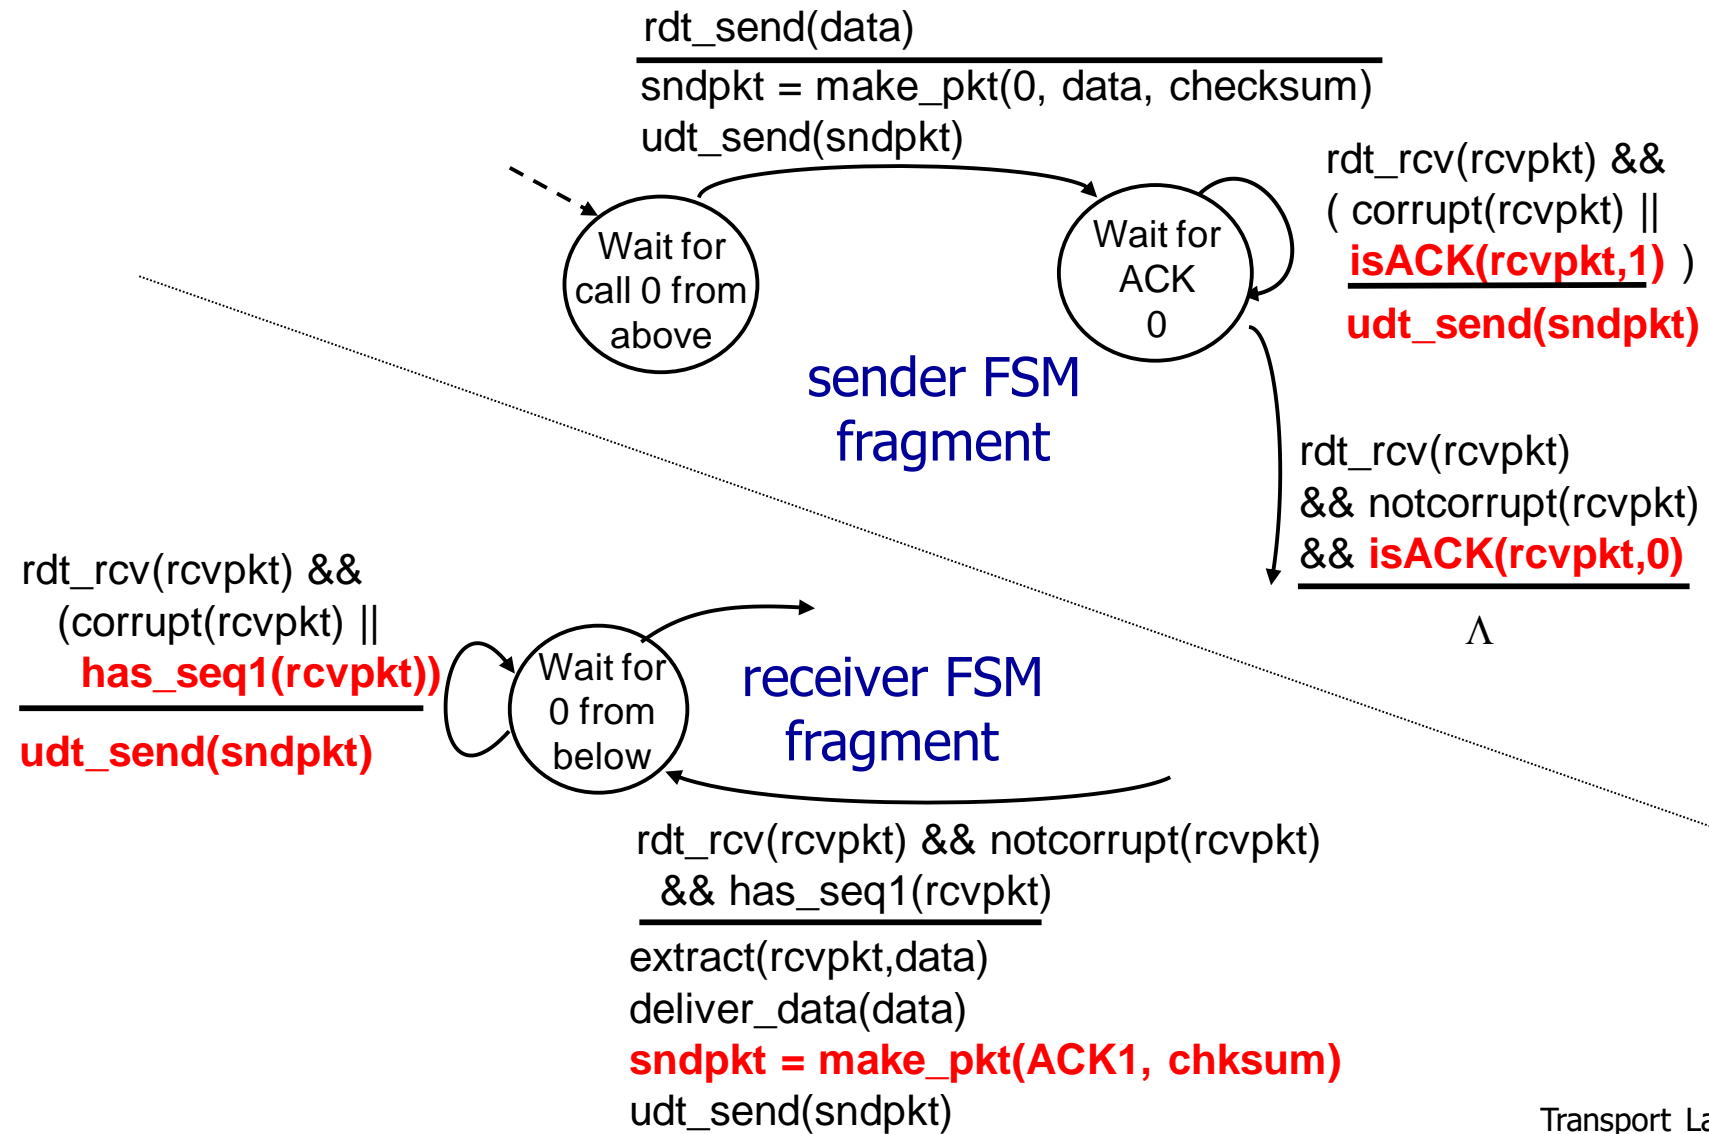 rdt_send(data)
sndpkt = make_pkt(0, data, checksum)
udt_send(sndpkt)
rdt_rcv(rcvpkt) &&
( corrupt(rcvpkt) ||
isACK(rcvpkt,1) )
udt_send(sndpkt)
Wait for
call 0 from
above
Wait for
ACK
0
sender FSM
fragment
rdt_rcv(rcvpkt)
&& notcorrupt(rcvpkt)
&& isACK(rcvpkt,0)
Λ
rdt_rcv(rcvpkt) &&
(corrupt(rcvpkt) ||
has_seq1(rcvpkt))
udt_send(sndpkt)
Wait for
0 from
below
receiver FSM
fragment
rdt_rcv(rcvpkt) && notcorrupt(rcvpkt)
&& has_seq1(rcvpkt)
extract(rcvpkt,data)
deliver_data(data)
sndpkt = make_pkt(ACK1, chksum)
udt_send(sndpkt)
Transport La